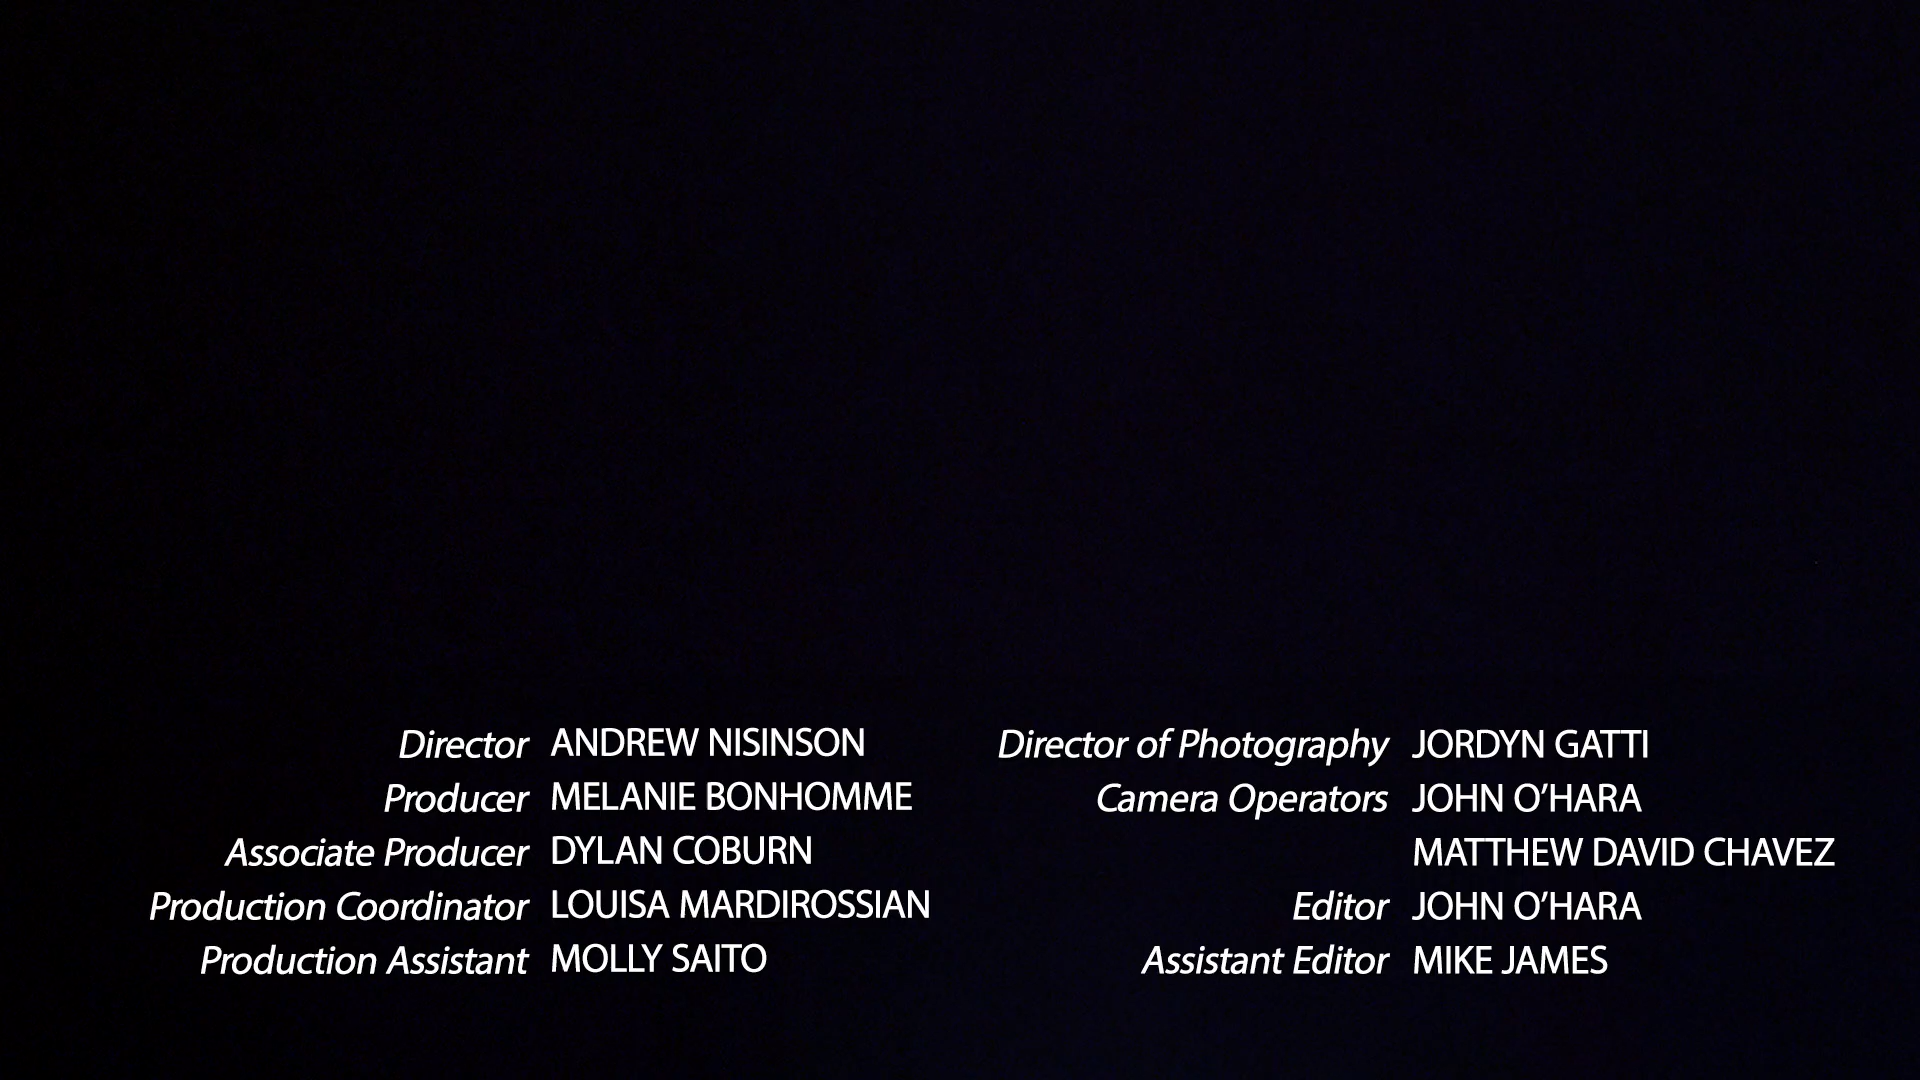 Director ANDREW NISINSON
Producer MELANIE BONHOMME
Associate Producer DYLAN COBURN
Production Coordinator LOUISA MARDIROSSIAN
Production Assistant MOLLY SAITO
Director of Photography JORDYN GATTI
Camera Operators JOHN O’HARA
MATTHEW DAVID CHAVEZ
Editor JOHN O’HARA
Assistant Editor MIKE JAMES